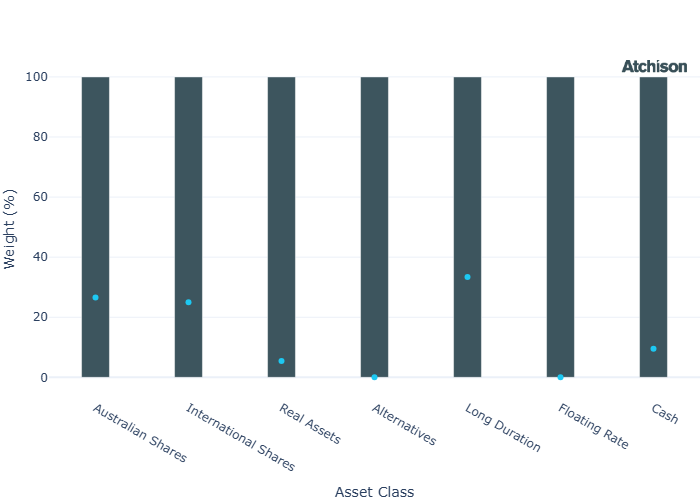 Atchison
100
80
60
40
20
0
Weight (%)
Australian Shares
International Shares
Real Assets
Alternatives
Long Duration
Floating Rate
Cash
Asset Class